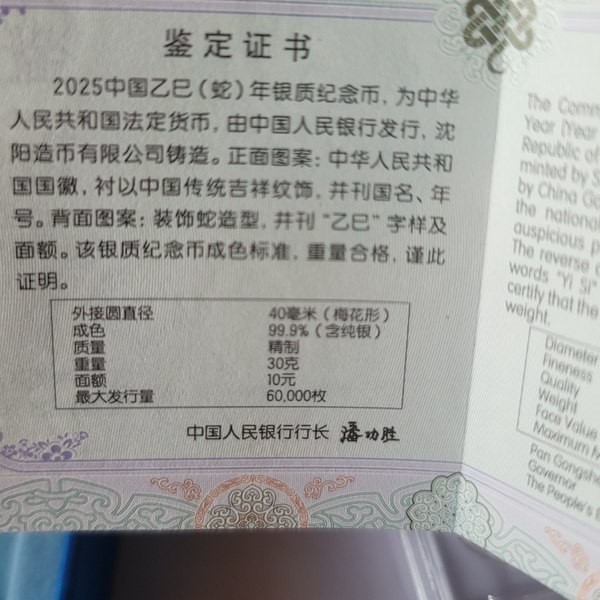 鉴定证书
2025中国乙巳（蛇）年银质纪念币，为中华
人民共和国法定货币，由中国人民银行发行，沈
阳造币有限公司铸造。正面图案：中华人民共和
国国徽，衬以中国传统吉祥纹饰，并刊国名、年
号。背面图案：装饰蛇造型，并刊“乙巳”字样及
面额。该银质纪念币成色标准，重量合格，谨此
证明。
外接圆直径 40毫米（梅花形）
成色 99.9%（含纯银）
质量 精制
重量 30克
面额 10元
最大发行量 60,000枚
中国人民银行行长 潘功胜
The Comm
Year (Year
Republic of
minted by S
by China Go
the national
auspicious p
The reverse
words "Yi Si"
certify that the
weight.
Diameter
Fineness
Quality
Weight
Face Value
Maximum M
Pan Gongshe
Governor
The People's